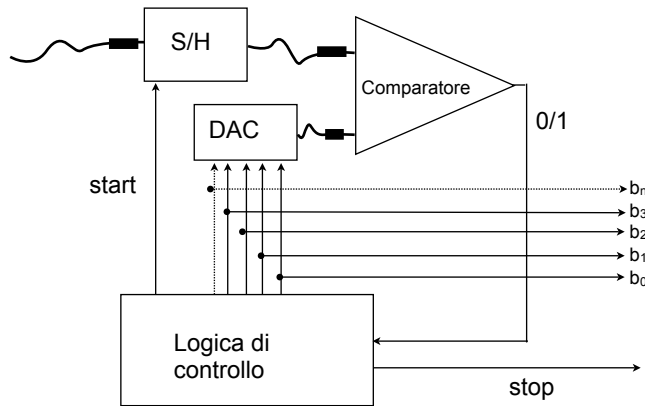 S/H
Comparatore
DAC
0/1
start
bn
b3
b2
b1
b0
Logica di
controllo
stop